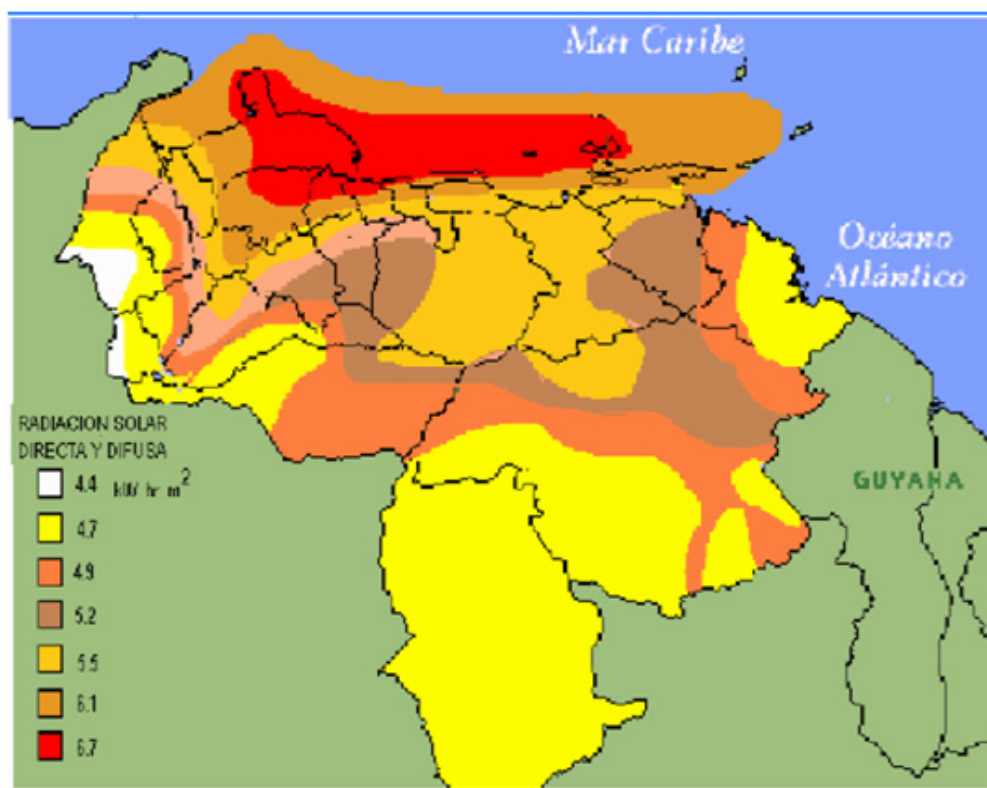 Mar Caribe
Océano
Atlántico
RADIACION SOLAR
DIRECTA Y DIFUSA
4.4 kW hr m²
4.7
4.9
5.2
5.5
6.1
6.7
GUYANA